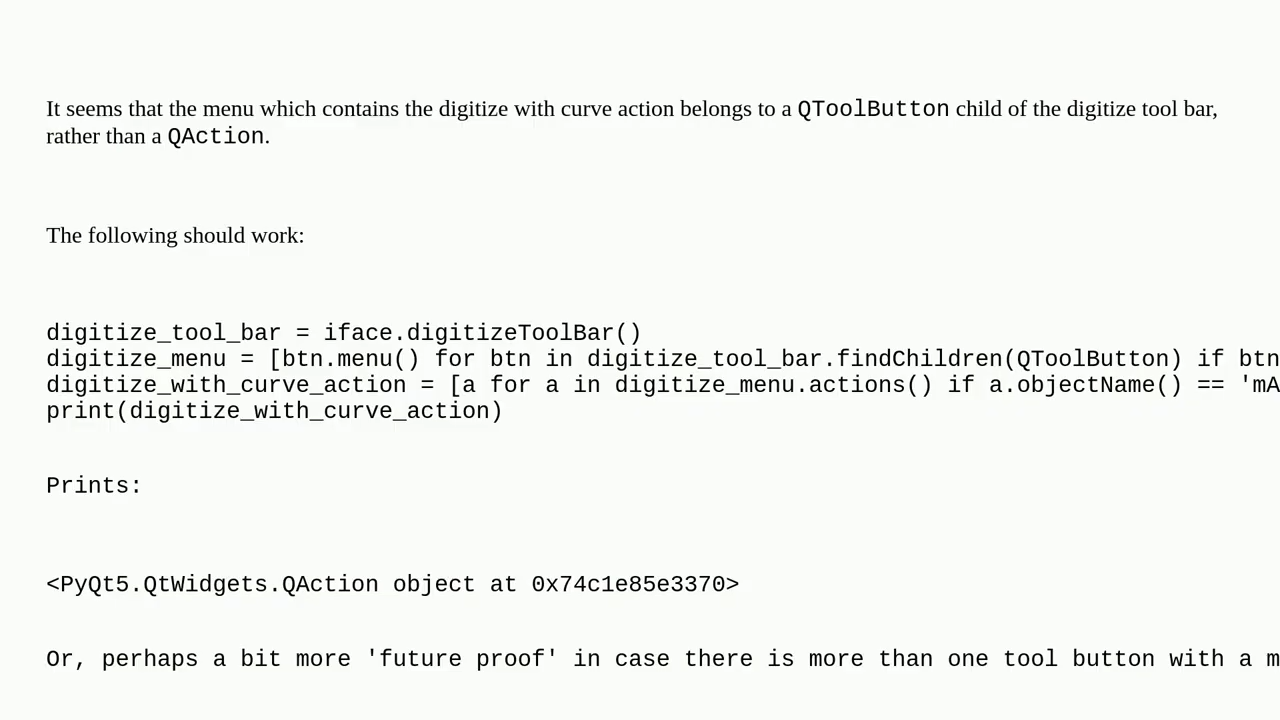 It seems that the menu which contains the digitize with curve action belongs to a QToolButton child of the digitize tool bar,
rather than a QAction.
The following should work:
digitize_tool_bar = iface.digitizeToolBar()
digitize_menu = [btn.menu() for btn in digitize_tool_bar.findChildren(QToolButton) if btn
digitize_with_curve_action = [a for a in digitize_menu.actions() if a.objectName() == 'mA
print(digitize_with_curve_action)
Prints:
<PyQt5.QtWidgets.QAction object at 0x74c1e85e3370>
Or, perhaps a bit more 'future proof' in case there is more than one tool button with a m